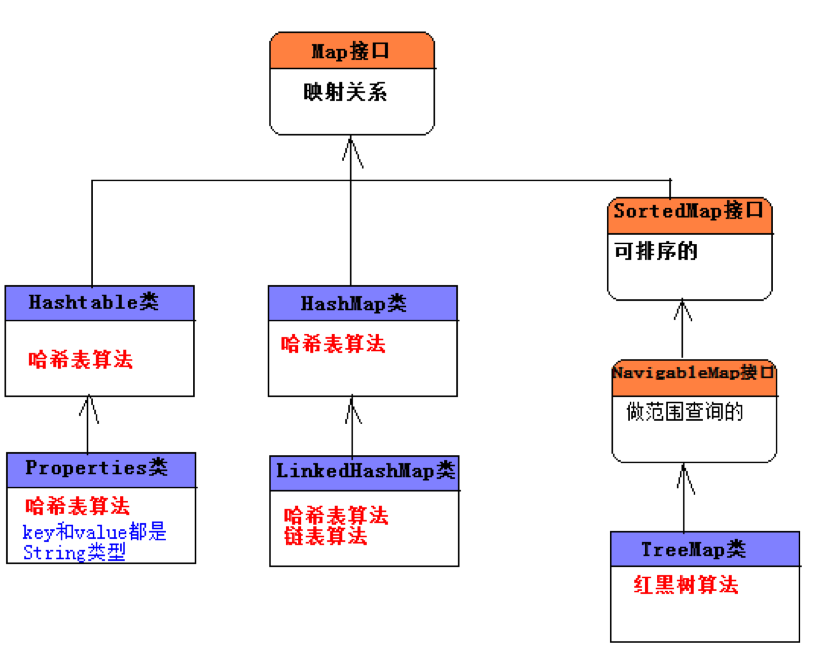 Map接口
映射关系
SortedMap接口
可排序的
Hashtable类
哈希表算法
HashMap类
哈希表算法
NavigableMap接口
做范围查询的
Properties类
哈希表算法
key和value都是
String类型
LinkedHashMap类
哈希表算法
链表算法
TreeMap类
红黑树算法